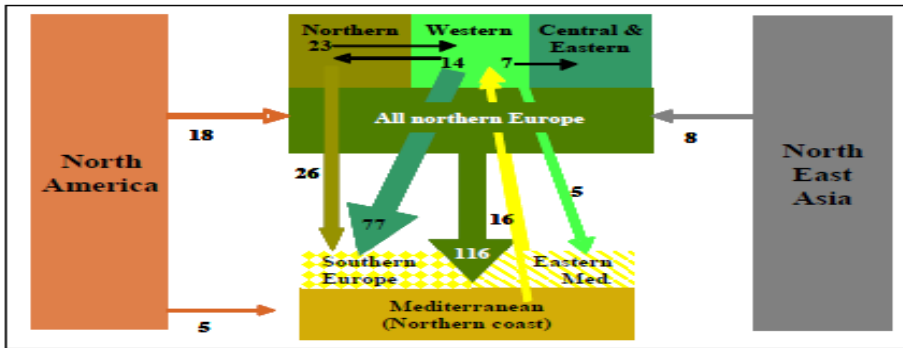 Northern Western Central &
Eastern
23
14 7
All northern Europe
18
8
North
America
North
East
Asia
26
5
77
16
116
Southern
Europe
Eastern
Med.
Mediterranean
(Northern coast)
5